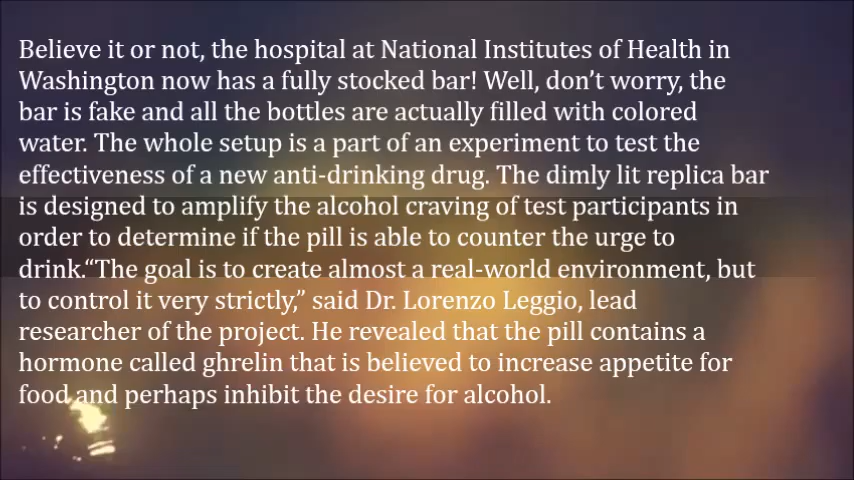 Believe it or not, the hospital at National Institutes of Health in
Washington now has a fully stocked bar! Well, don’t worry, the
bar is fake and all the bottles are actually filled with colored
water. The whole setup is a part of an experiment to test the
effectiveness of a new anti-drinking drug. The dimly lit replica bar
is designed to amplify the alcohol craving of test participants in
order to determine if the pill is able to counter the urge to
drink.“The goal is to create almost a real-world environment, but
to control it very strictly,” said Dr. Lorenzo Leggio, lead
researcher of the project. He revealed that the pill contains a
hormone called ghrelin that is believed to increase appetite for
food and perhaps inhibit the desire for alcohol.